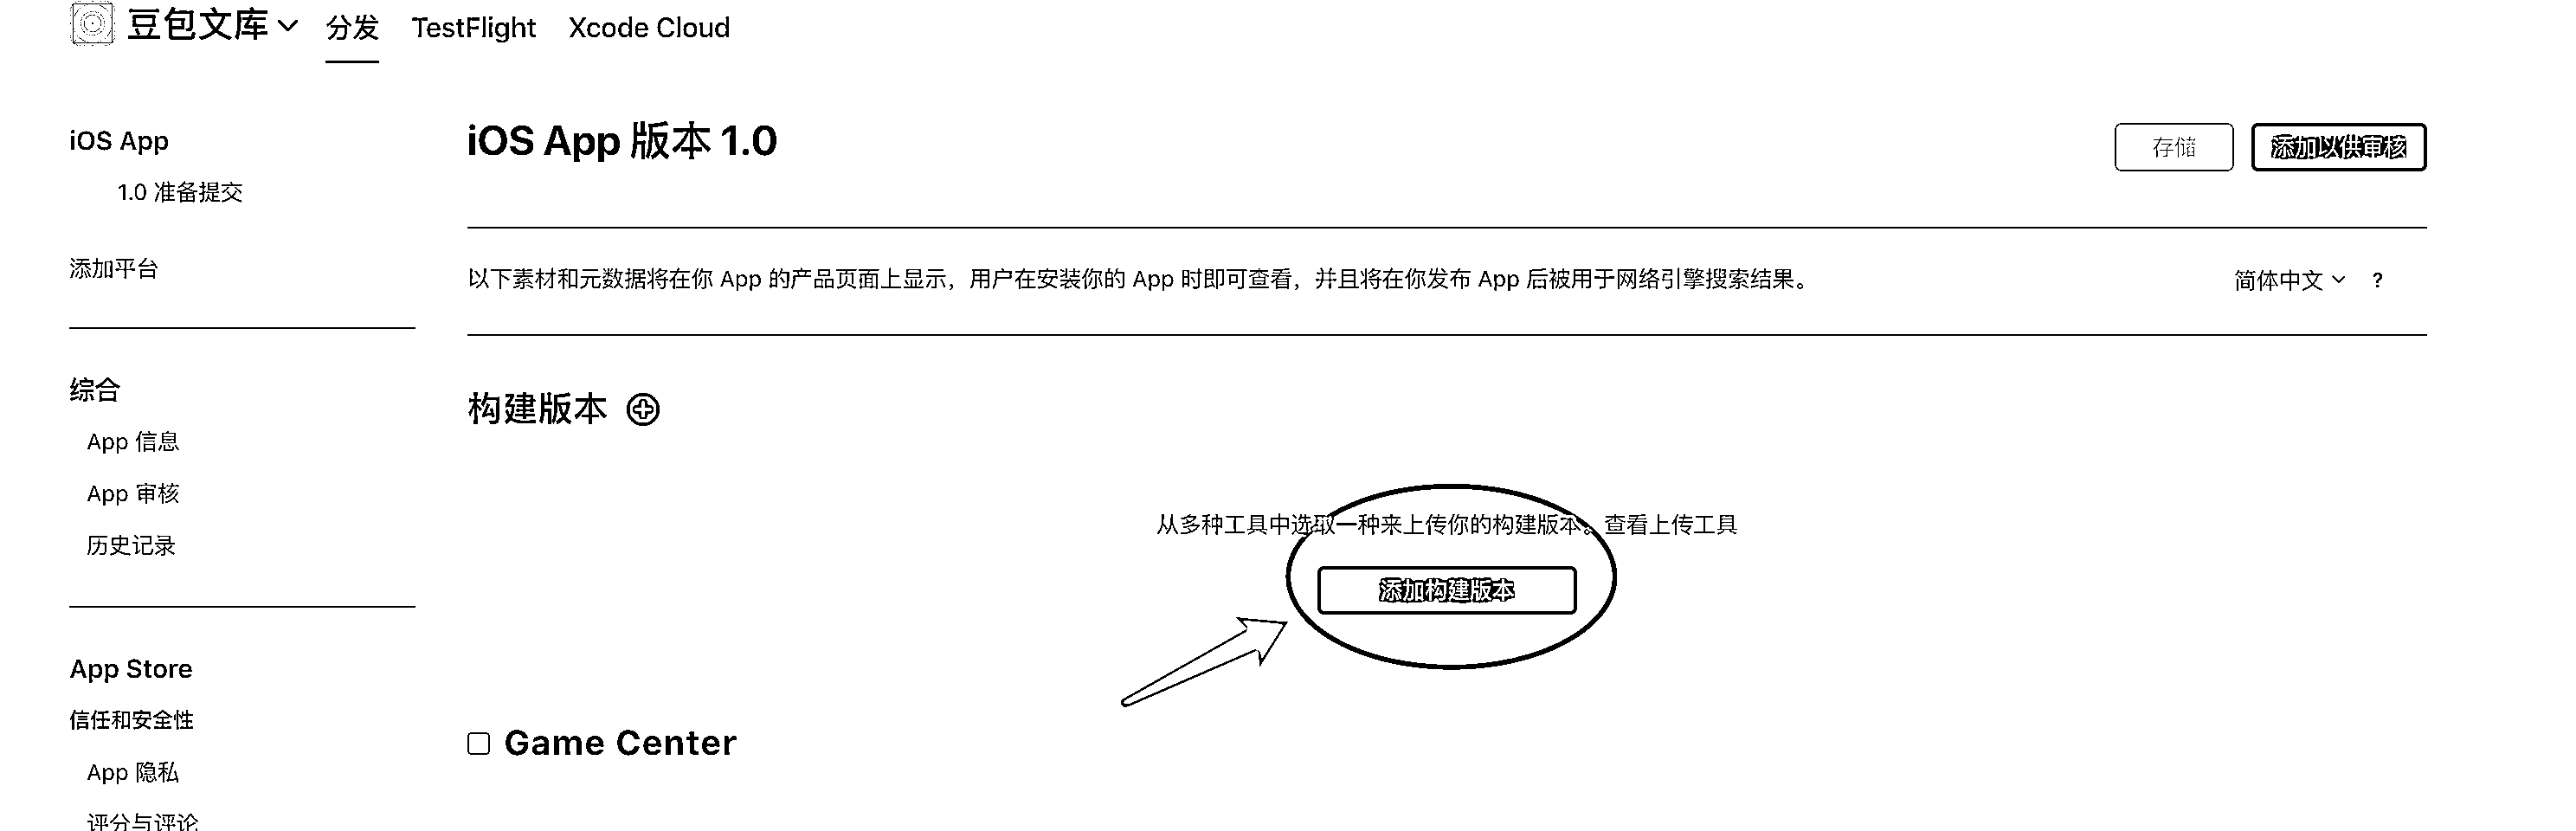 豆包文库 分发 TestFlight Xcode Cloud
iOS App
1.0 准备提交
添加平台
综合
App 信息
App 审核
历史记录
App Store
信任和安全性
App 隐私
评分与评论
iOS App 版本 1.0
存储 添加以供审核
以下素材和元数据将在你 App 的产品页面上显示，用户在安装你的 App 时即可查看，并且将在你发布 App 后被用于网络引擎搜索结果。
简体中文 ?
构建版本
从多种工具中选取一种来上传你的构建版本。查看上传工具
添加构建版本
Game Center